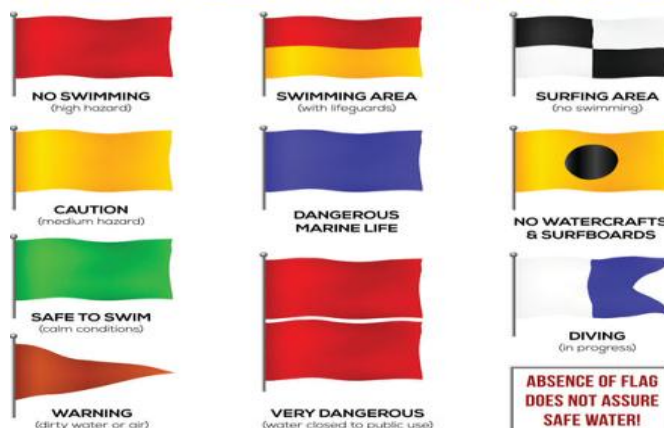 NO SWIMMING
(high hazard)
SWIMMING AREA
(with lifeguards)
SURFING AREA
(no swimming)
CAUTION
(medium hazard)
DANGEROUS
MARINE LIFE
NO WATERCRAFTS
& SURFBOARDS
SAFE TO SWIM
(calm conditions)
DIVING
(in progress)
WARNING
(dirty water or air)
VERY DANGEROUS
(water closed to public use)
ABSENCE OF FLAG
DOES NOT ASSURE
SAFE WATER!